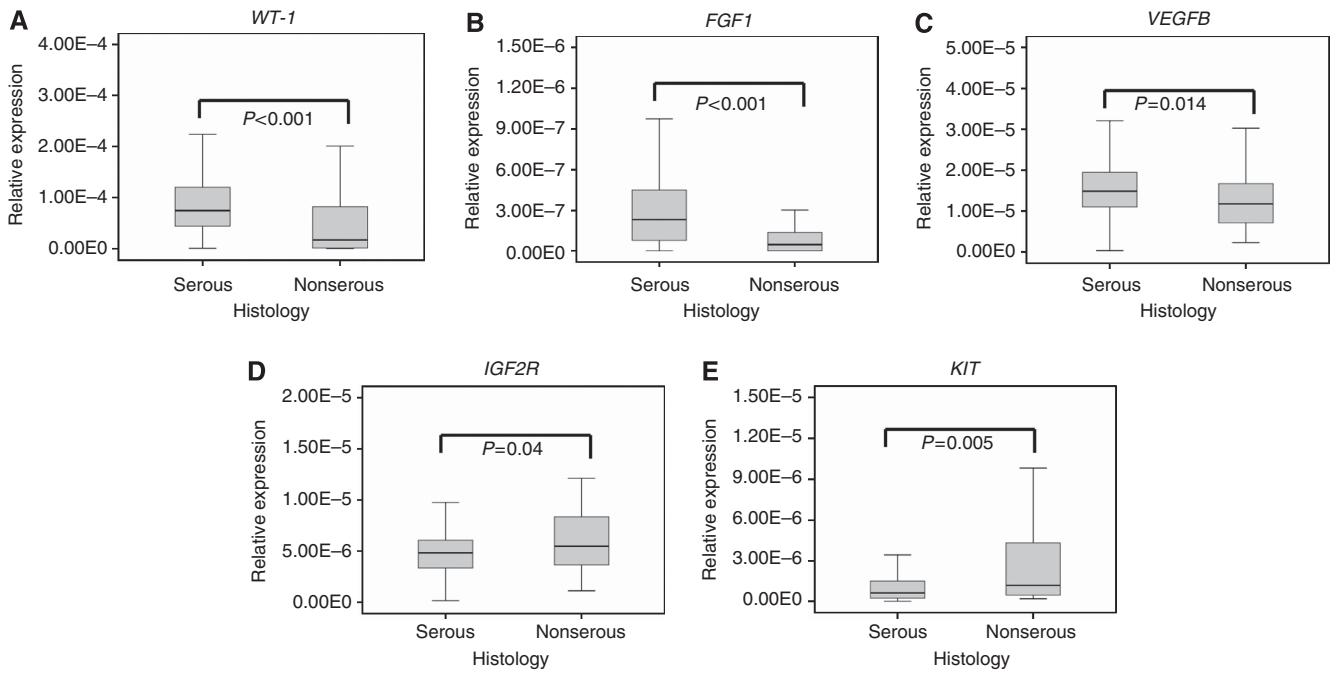 A
WT-1
Relative expression
4.00E–4
3.00E–4
2.00E–4
1.00E–4
0.00E0
P<0.001
Serous Nonserous
Histology
B
FGF1
Relative expression
1.50E–6
1.20E–6
9.00E–7
6.00E–7
3.00E–7
0.00E0
P<0.001
Serous Nonserous
Histology
C
VEGFB
Relative expression
5.00E–5
4.00E–5
3.00E–5
2.00E–5
1.00E–5
0.00E0
P=0.014
Serous Nonserous
Histology
D
IGF2R
Relative expression
2.00E–5
1.50E–5
1.00E–5
5.00E–6
0.00E0
P=0.04
Serous Nonserous
Histology
E
KIT
Relative expression
1.50E–5
1.20E–5
9.00E–6
6.00E–6
3.00E–6
0.00E0
P=0.005
Serous Nonserous
Histology